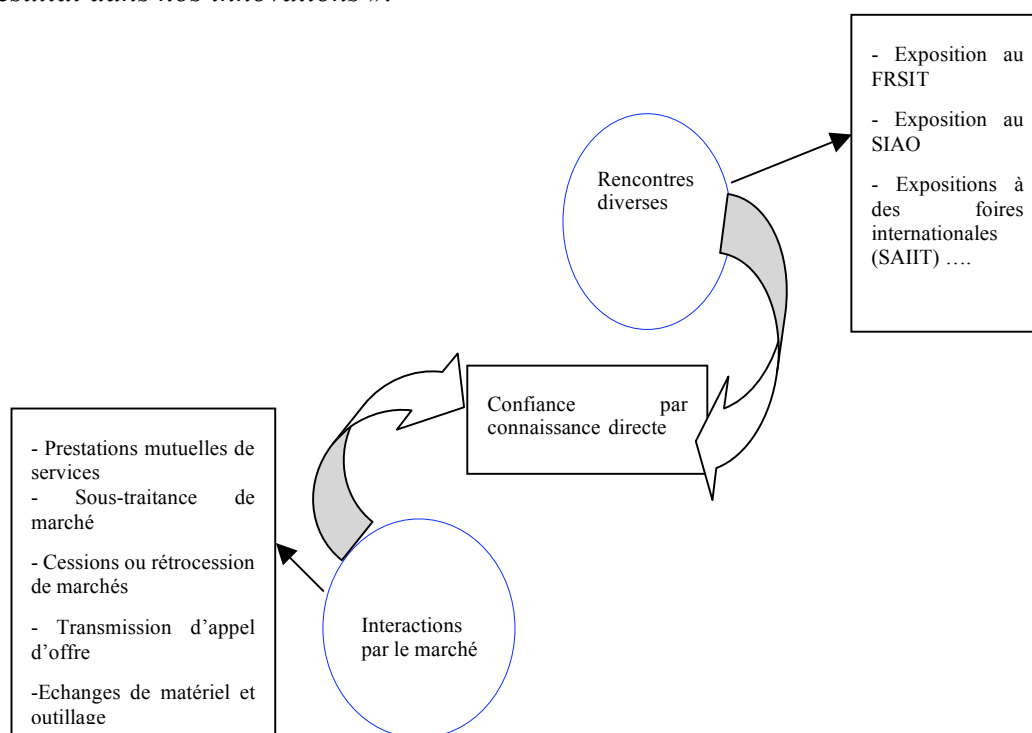 résultat dans nos innovations ».
- Exposition au
FRSIT
- Exposition au
SIAO
- Expositions à
des foires
internationales
(SAIIT) ….
Rencontres
diverses
Confiance par
connaissance directe
- Prestations mutuelles de
services
- Sous-traitance de
marché
- Cessions ou rétrocession
de marchés
- Transmission d’appel
d’offre
-Echanges de matériel et
outillage
Interactions
par le marché